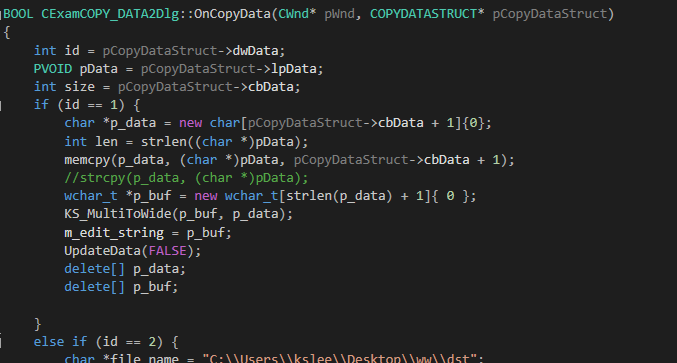 BOOL CExamCOPY_DATA2Dlg::OnCopyData(CWnd* pWnd, COPYDATASTRUCT* pCopyDataStruct)
{
    int id = pCopyDataStruct->dwData;
    PVOID pData = pCopyDataStruct->lpData;
    int size = pCopyDataStruct->cbData;
    if (id == 1) {
        char *p_data = new char[pCopyDataStruct->cbData + 1]{0};
        int len = strlen((char *)pData);
        memcpy(p_data, (char *)pData, pCopyDataStruct->cbData + 1);
        //strcpy(p_data, (char *)pData);
        wchar_t *p_buf = new wchar_t[strlen(p_data) + 1]{ 0 };
        KS_MultiToWide(p_buf, p_data);
        m_edit_string = p_buf;
        UpdateData(FALSE);
        delete[] p_data;
        delete[] p_buf;
    }
    else if (id == 2) {
        char *file_name = "C:\\Users\\kslee\\Desktop\\ww\\dst";